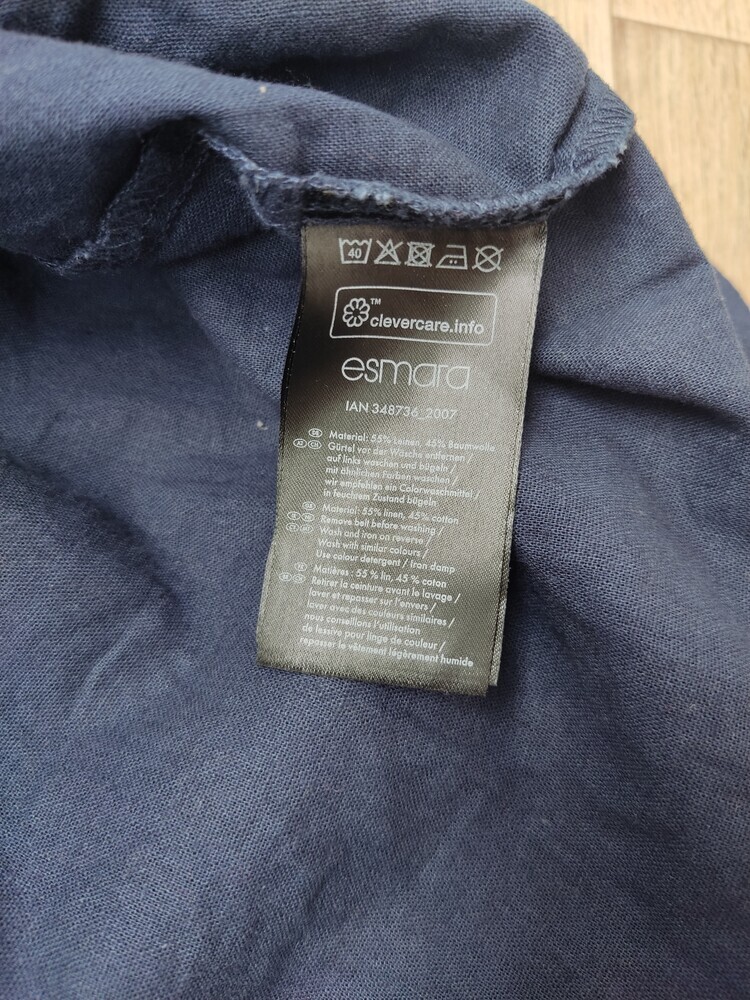 40
™
clevercare.info
esmara
IAN 348736_2007
DE Material: 55% Leinen, 45% Baumwolle
AT CH Gürtel vor der Wäsche entfernen /
auf links waschen und bügeln /
mit ähnlichen Farben waschen /
wir empfehlen ein Colorwaschmittel /
in feuchtem Zustand bügeln
Material: 55% linen, 45% cotton
Remove belt before washing /
Wash and iron on reverse /
Wash with similar colours /
Use colour detergent / Iron damp
Matières : 55 % lin, 45 % coton
Retirer la ceinture avant le lavage /
laver et repasser sur l'envers /
laver avec des couleurs similaires /
nous conseillons l'utilisation
de lessive pour linge de couleur /
repasser le vêtement légèrement humide